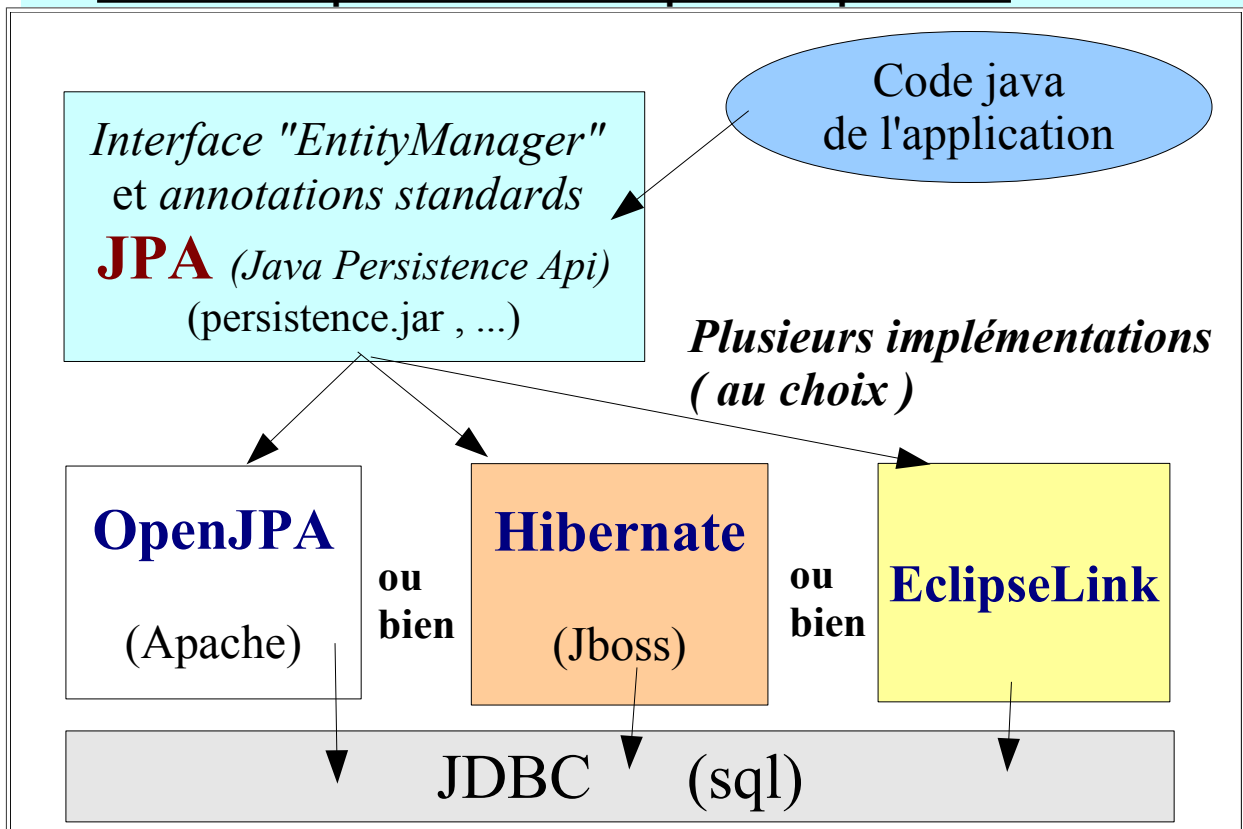 Code java
de l'application
Interface "EntityManager"
et annotations standards
JPA (Java Persistence Api)
(persistence.jar , ...)
Plusieurs implémentations
( au choix )
OpenJPA
(Apache)
ou
bien
Hibernate
(Jboss)
ou
bien
EclipseLink
JDBC (sql)